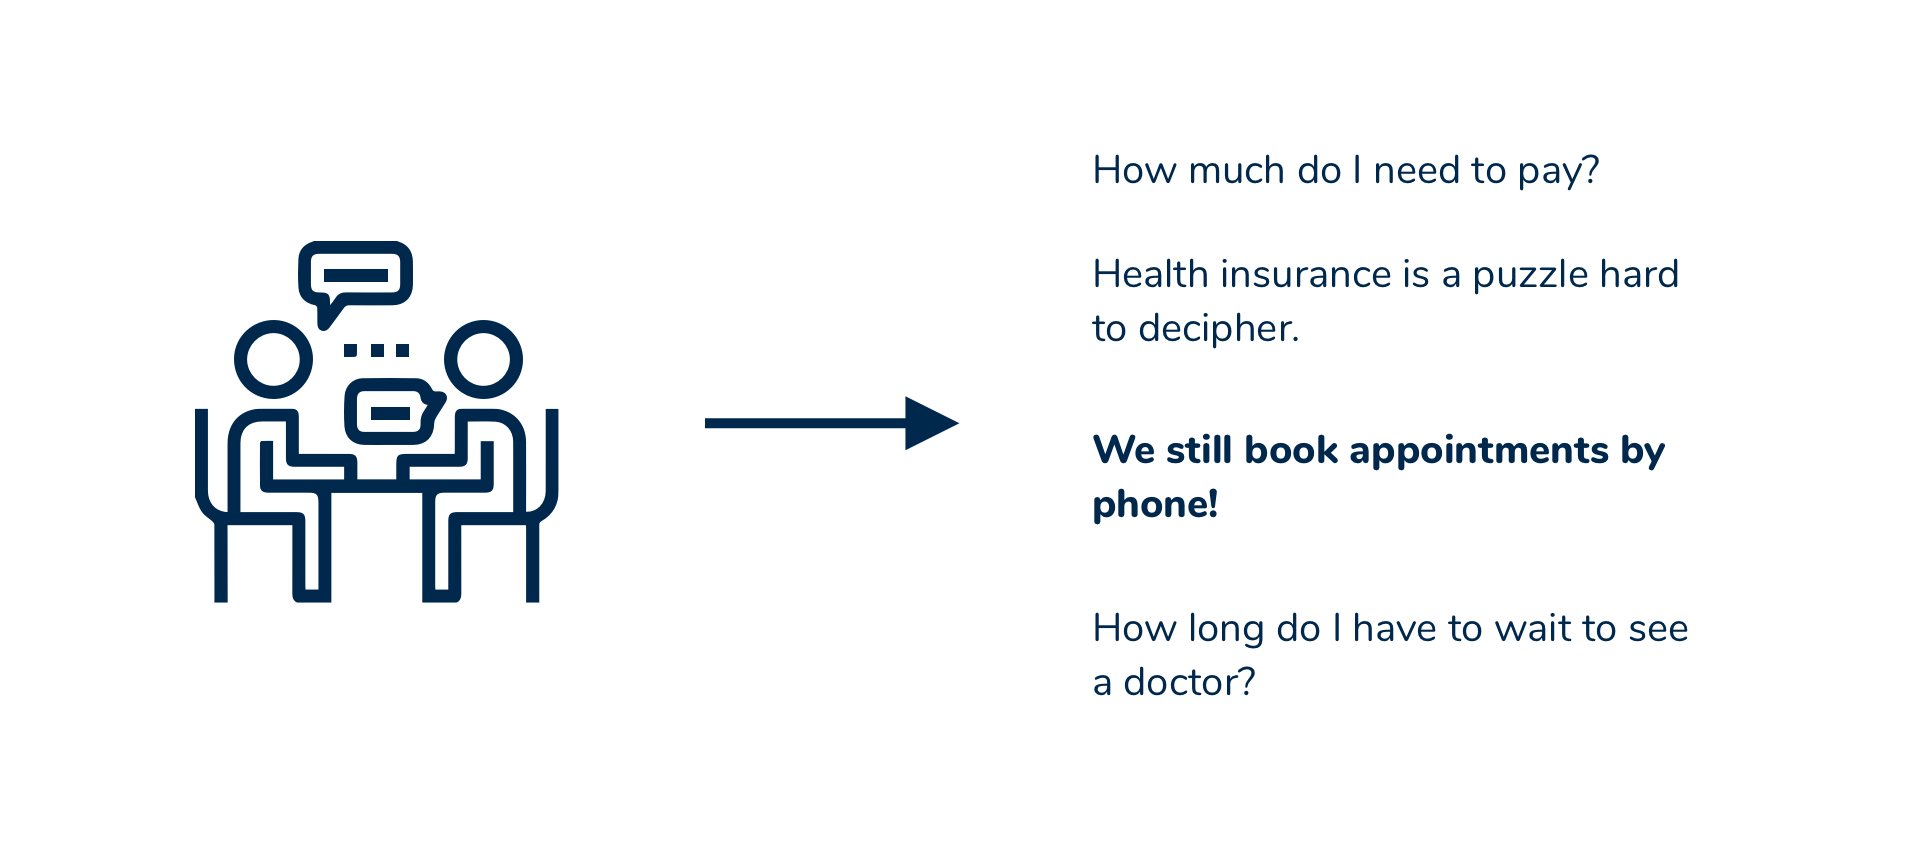 How much do I need to pay?
Health insurance is a puzzle hard
to decipher.
We still book appointments by
phone!
How long do I have to wait to see
a doctor?